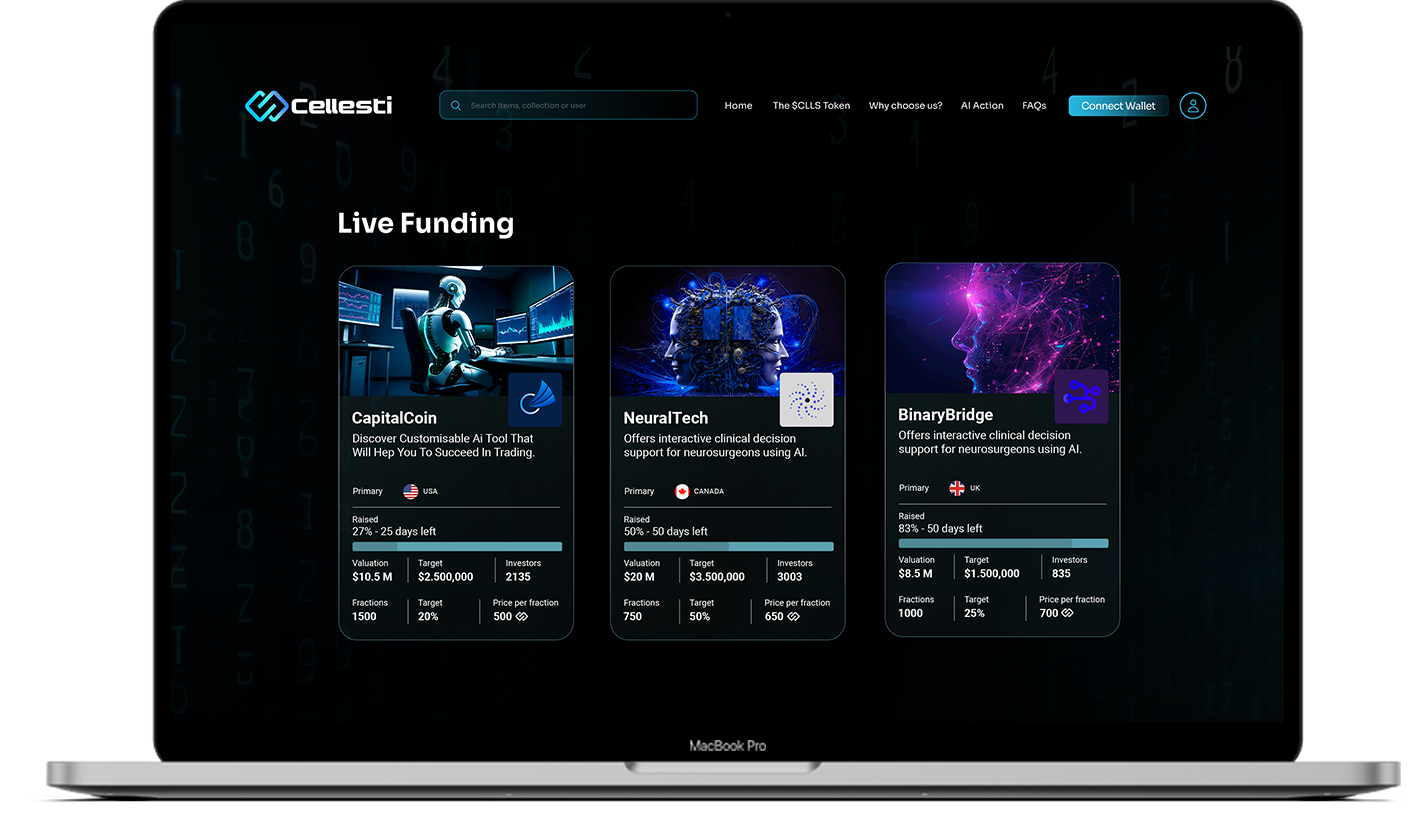 Cellesti
Search items, collection or user
Home
The $CLLS Token
Why choose us?
AI Action
FAQs
Connect Wallet
Live Funding
CapitalCoin
Discover Customisable Ai Tool That
Will Hep You To Succeed In Trading.
Primary
USA
Raised
27% - 25 days left
Valuation
$10.5 M
Target
$2.500,000
Investors
2135
Fractions
1500
Target
20%
Price per fraction
500
NeuralTech
Offers interactive clinical decision
support for neurosurgeons using AI.
Primary
CANADA
Raised
50% - 50 days left
Valuation
$20 M
Target
$3.500,000
Investors
3003
Fractions
750
Target
50%
Price per fraction
650
BinaryBridge
Offers interactive clinical decision
support for neurosurgeons using AI.
Primary
UK
Raised
83% - 50 days left
Valuation
$8.5 M
Target
$1.500,000
Investors
835
Fractions
1000
Target
25%
Price per fraction
700
MacBook Pro